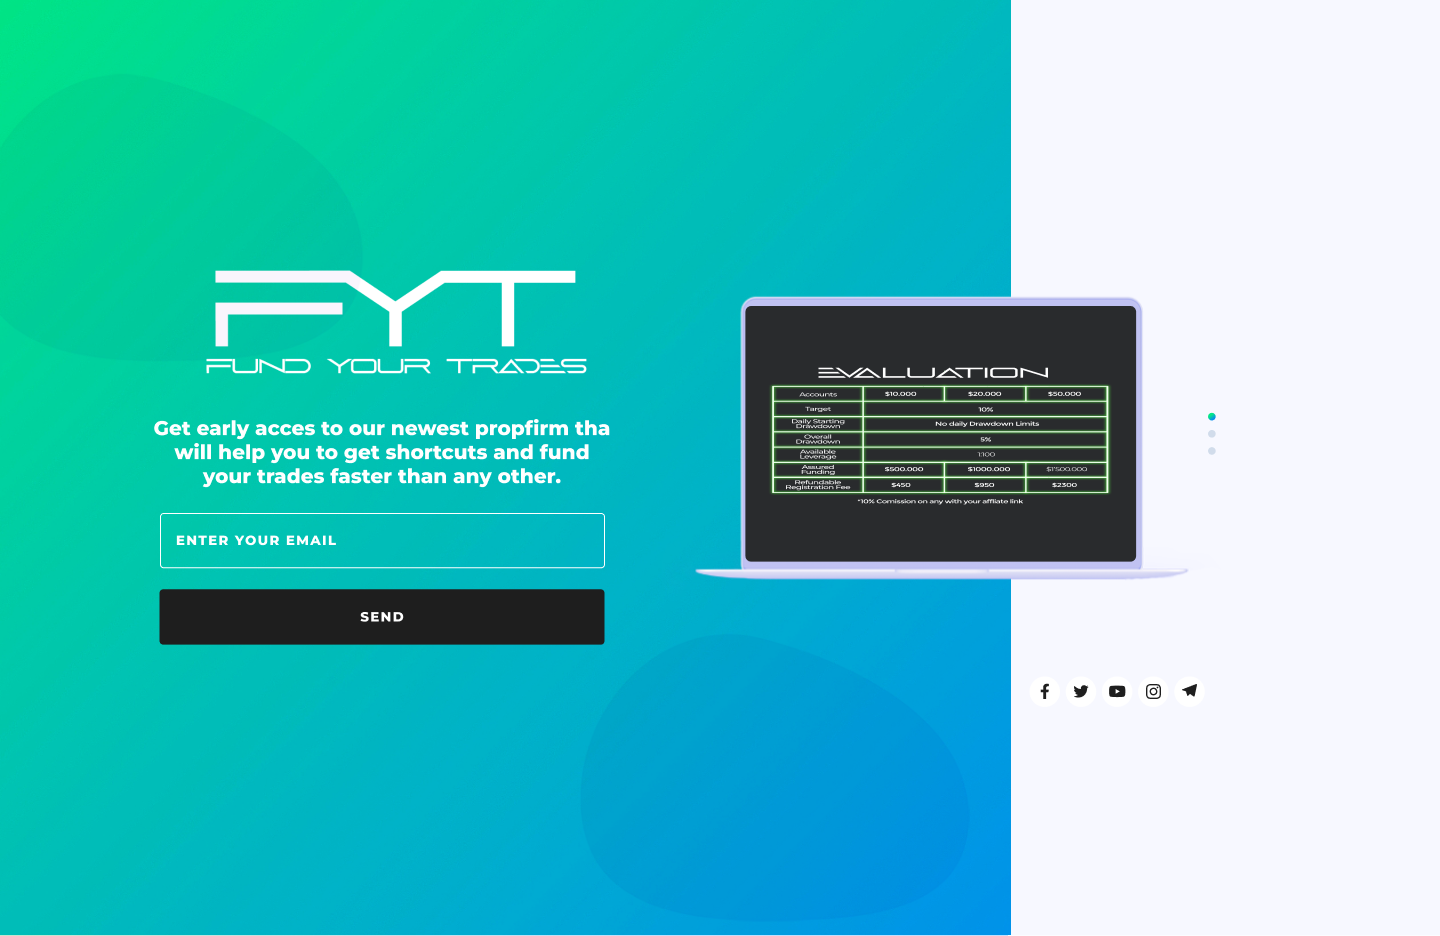 FYT
FUND YOUR TRADES
Get early acces to our newest propfirm tha
will help you to get shortcuts and fund
your trades faster than any other.
ENTER YOUR EMAIL
SEND
EVALUATION
Accounts $10.000 $20.000 $50.000
Target 10%
Daily Starting Drawdown No daily Drawdown Limits
Overall Drawdown 5%
Available Leverage 1:100
Assured Funding $500.000 $1000.000 $1'500.000
Refundable Registration Fee $450 $950 $2300
*10% Comission on any with your affliate link